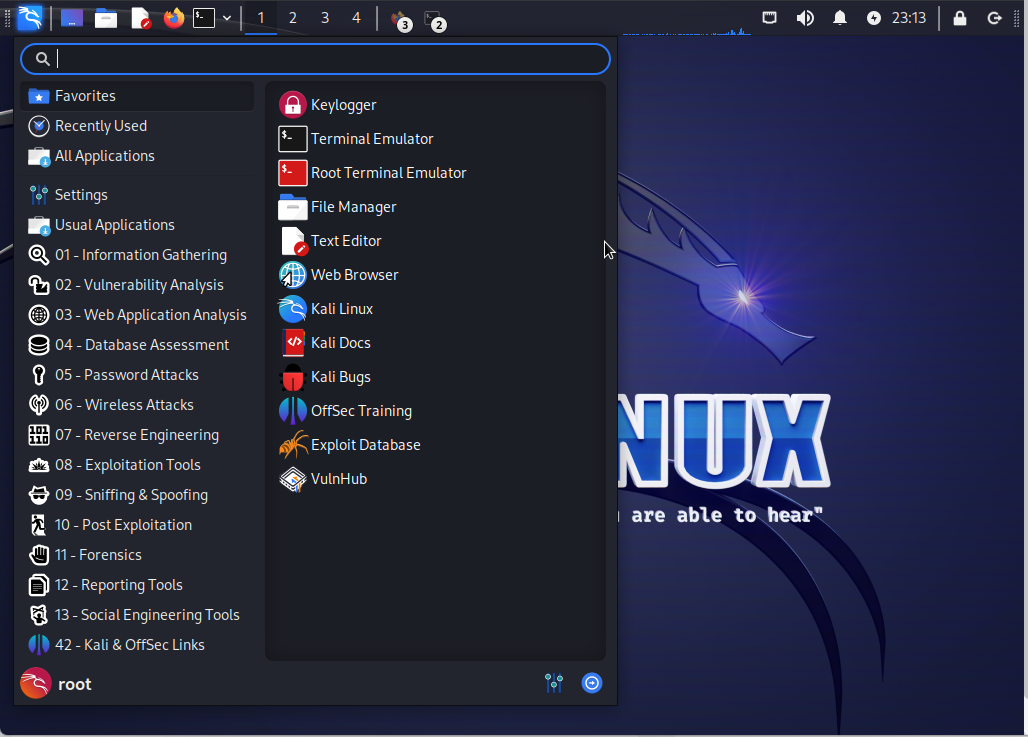 $_
1
2
3
4
3
2
23:13
Favorites
Recently Used
All Applications
Settings
Usual Applications
01 - Information Gathering
02 - Vulnerability Analysis
03 - Web Application Analysis
04 - Database Assessment
05 - Password Attacks
06 - Wireless Attacks
07 - Reverse Engineering
08 - Exploitation Tools
09 - Sniffing & Spoofing
10 - Post Exploitation
11 - Forensics
12 - Reporting Tools
13 - Social Engineering Tools
42 - Kali & OffSec Links
Keylogger
Terminal Emulator
Root Terminal Emulator
File Manager
Text Editor
Web Browser
Kali Linux
Kali Docs
Kali Bugs
OffSec Training
Exploit Database
VulnHub
root
NUX
are able to hear"